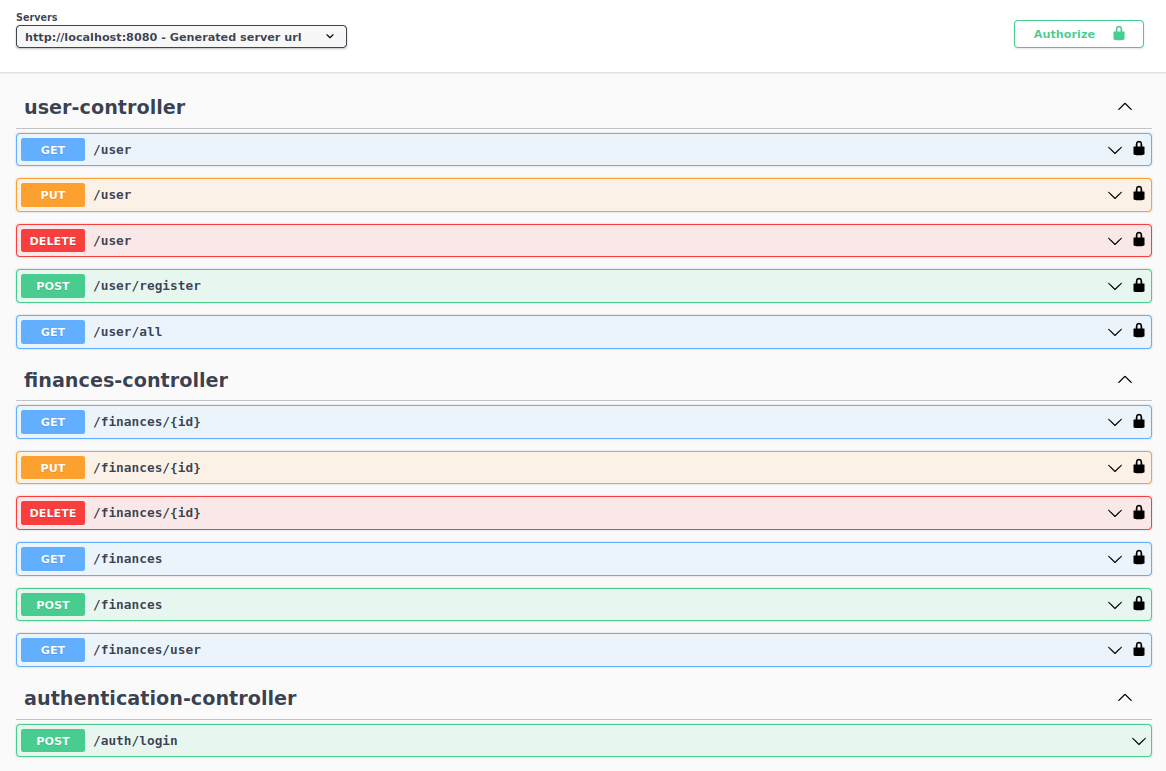 Servers
http://localhost:8080 - Generated server url
Authorize
user-controller
GET /user
PUT /user
DELETE /user
POST /user/register
GET /user/all
finances-controller
GET /finances/{id}
PUT /finances/{id}
DELETE /finances/{id}
GET /finances
POST /finances
GET /finances/user
authentication-controller
POST /auth/login